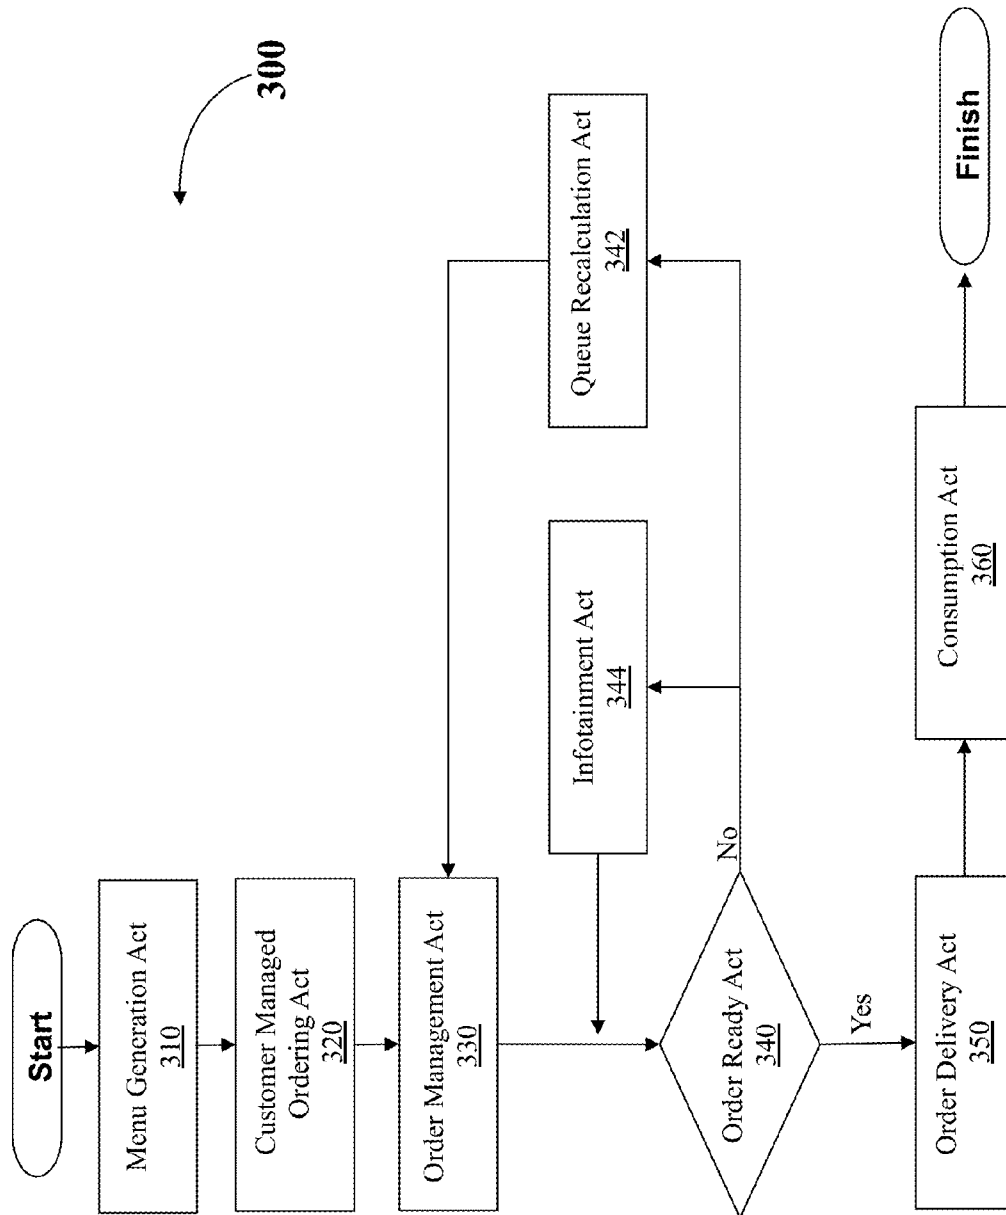 300
Start
Menu Generation Act
310
Customer Managed
Ordering Act
320
Order Management Act
330
Order Ready Act
340
No
Yes
Infotainment Act
344
Queue Recalculation Act
342
Order Delivery Act
350
Consumption Act
360
Finish